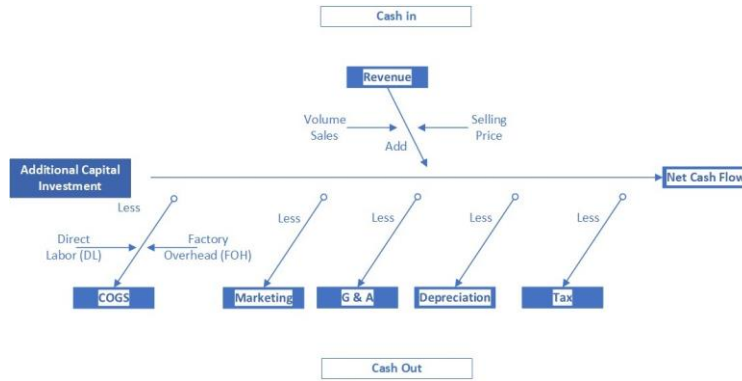 Cash in
Revenue
Volume
Sales
Selling
Price
Add
Additional Capital
Investment
Net Cash Flow
Less
Less
Less
Less
Less
Direct
Labor (DL)
Factory
Overhead (FOH)
COGS
Marketing
G & A
Depreciation
Tax
Cash Out